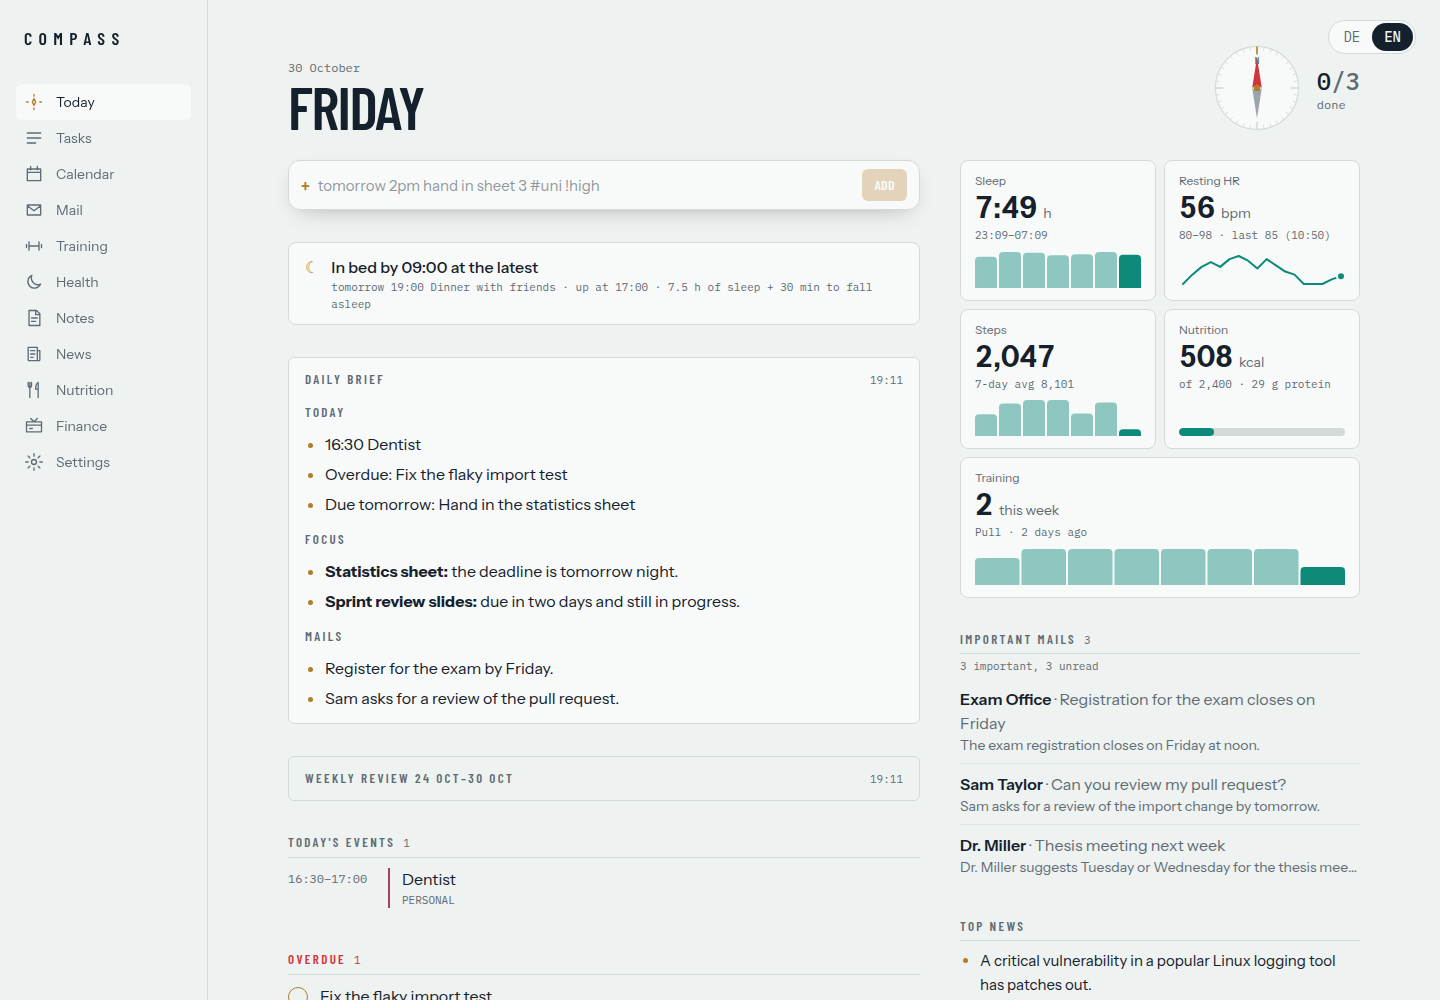 COMPASS
Today
Tasks
Calendar
Mail
Training
Health
Notes
News
Nutrition
Finance
Settings
DE EN
30 October
FRIDAY
N
0/3
done
+ tomorrow 2pm hand in sheet 3 #uni !high
ADD
In bed by 09:00 at the latest
tomorrow 19:00 Dinner with friends · up at 17:00 · 7.5 h of sleep + 30 min to fall
asleep
DAILY BRIEF 19:11
TODAY
16:30 Dentist
Overdue: Fix the flaky import test
Due tomorrow: Hand in the statistics sheet
FOCUS
Statistics sheet: the deadline is tomorrow night.
Sprint review slides: due in two days and still in progress.
MAILS
Register for the exam by Friday.
Sam asks for a review of the pull request.
WEEKLY REVIEW 24 OCT–30 OCT 19:11
TODAY'S EVENTS 1
16:30–17:00 Dentist
PERSONAL
OVERDUE 1
Fix the flaky import test
Sleep
7:49 h
23:09–07:09
Resting HR
56 bpm
80–98 · last 85 (10:50)
Steps
2,047
7-day avg 8,101
Nutrition
508 kcal
of 2,400 · 29 g protein
Training
2 this week
Pull · 2 days ago
IMPORTANT MAILS 3
3 important, 3 unread
Exam Office · Registration for the exam closes on
Friday
The exam registration closes on Friday at noon.
Sam Taylor · Can you review my pull request?
Sam asks for a review of the import change by tomorrow.
Dr. Miller · Thesis meeting next week
Dr. Miller suggests Tuesday or Wednesday for the thesis mee...
TOP NEWS
A critical vulnerability in a popular Linux logging tool
has patches out.